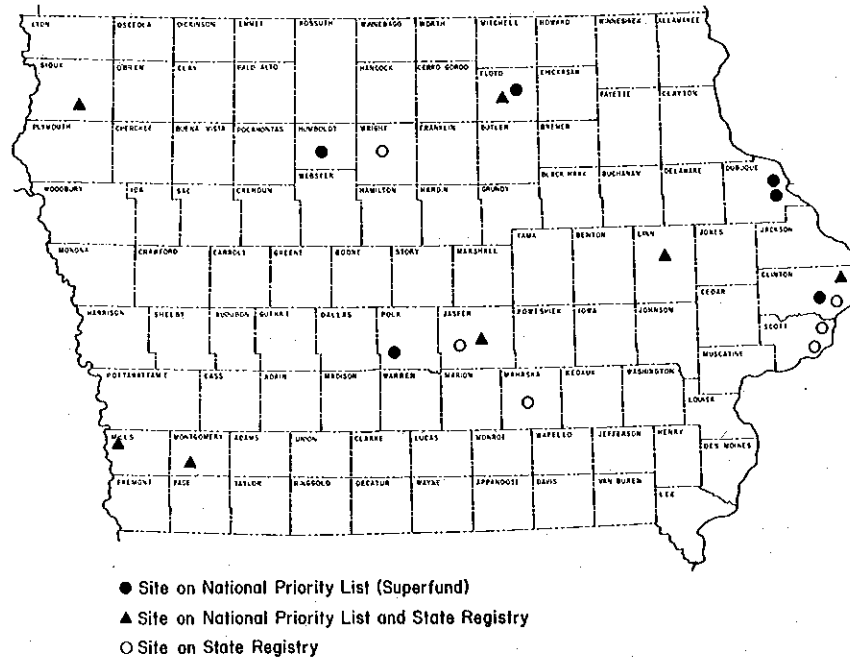 LYON OSCEOLA DICKINSON EMMET KOSSUTH WINNEBAGO WORTH MITCHELL HOWARD WINNESHIEK ALLAMAKEE
SIOUX O'BRIEN CLAY PALO ALTO HANCOCK CERRO GORDO FLOYD CHICKASAW
FAYETTE CLAYTON
PLYMOUTH CHEROKEE BUENA VISTA POCAHONTAS HUMBOLDT WRIGHT FRANKLIN BUTLER BREMER
WEBSTER BLACK HAWK BUCHANAN DELAWARE DUBUQUE
WOODBURY IDA SAC CALHOUN HAMILTON HARDIN GRUNDY
TAMA BENTON LINN JONES JACKSON
MONONA CRAWFORD CARROLL GREENE BOONE STORY MARSHALL
CLINTON
CEDAR
HARRISON SHELBY AUDUBON GUTHRIE DALLAS POLK JASPER POWESHIEK IOWA JOHNSON
SCOTT
MUSCATINE
POTTAWATTAMIE CASS ADAIR MADISON WARREN MARION MAHASKA KEOKUK WASHINGTON
LOUISA
MILLS MONTGOMERY ADAMS UNION CLARKE LUCAS MONROE WAPELLO JEFFERSON HENRY
DES MOINES
FREMONT PAGE TAYLOR RINGGOLD DECATUR WAYNE APPANOOSE DAVIS VAN BUREN
LEE
Site on National Priority List (Superfund)
Site on National Priority List and State Registry
Site on State Registry